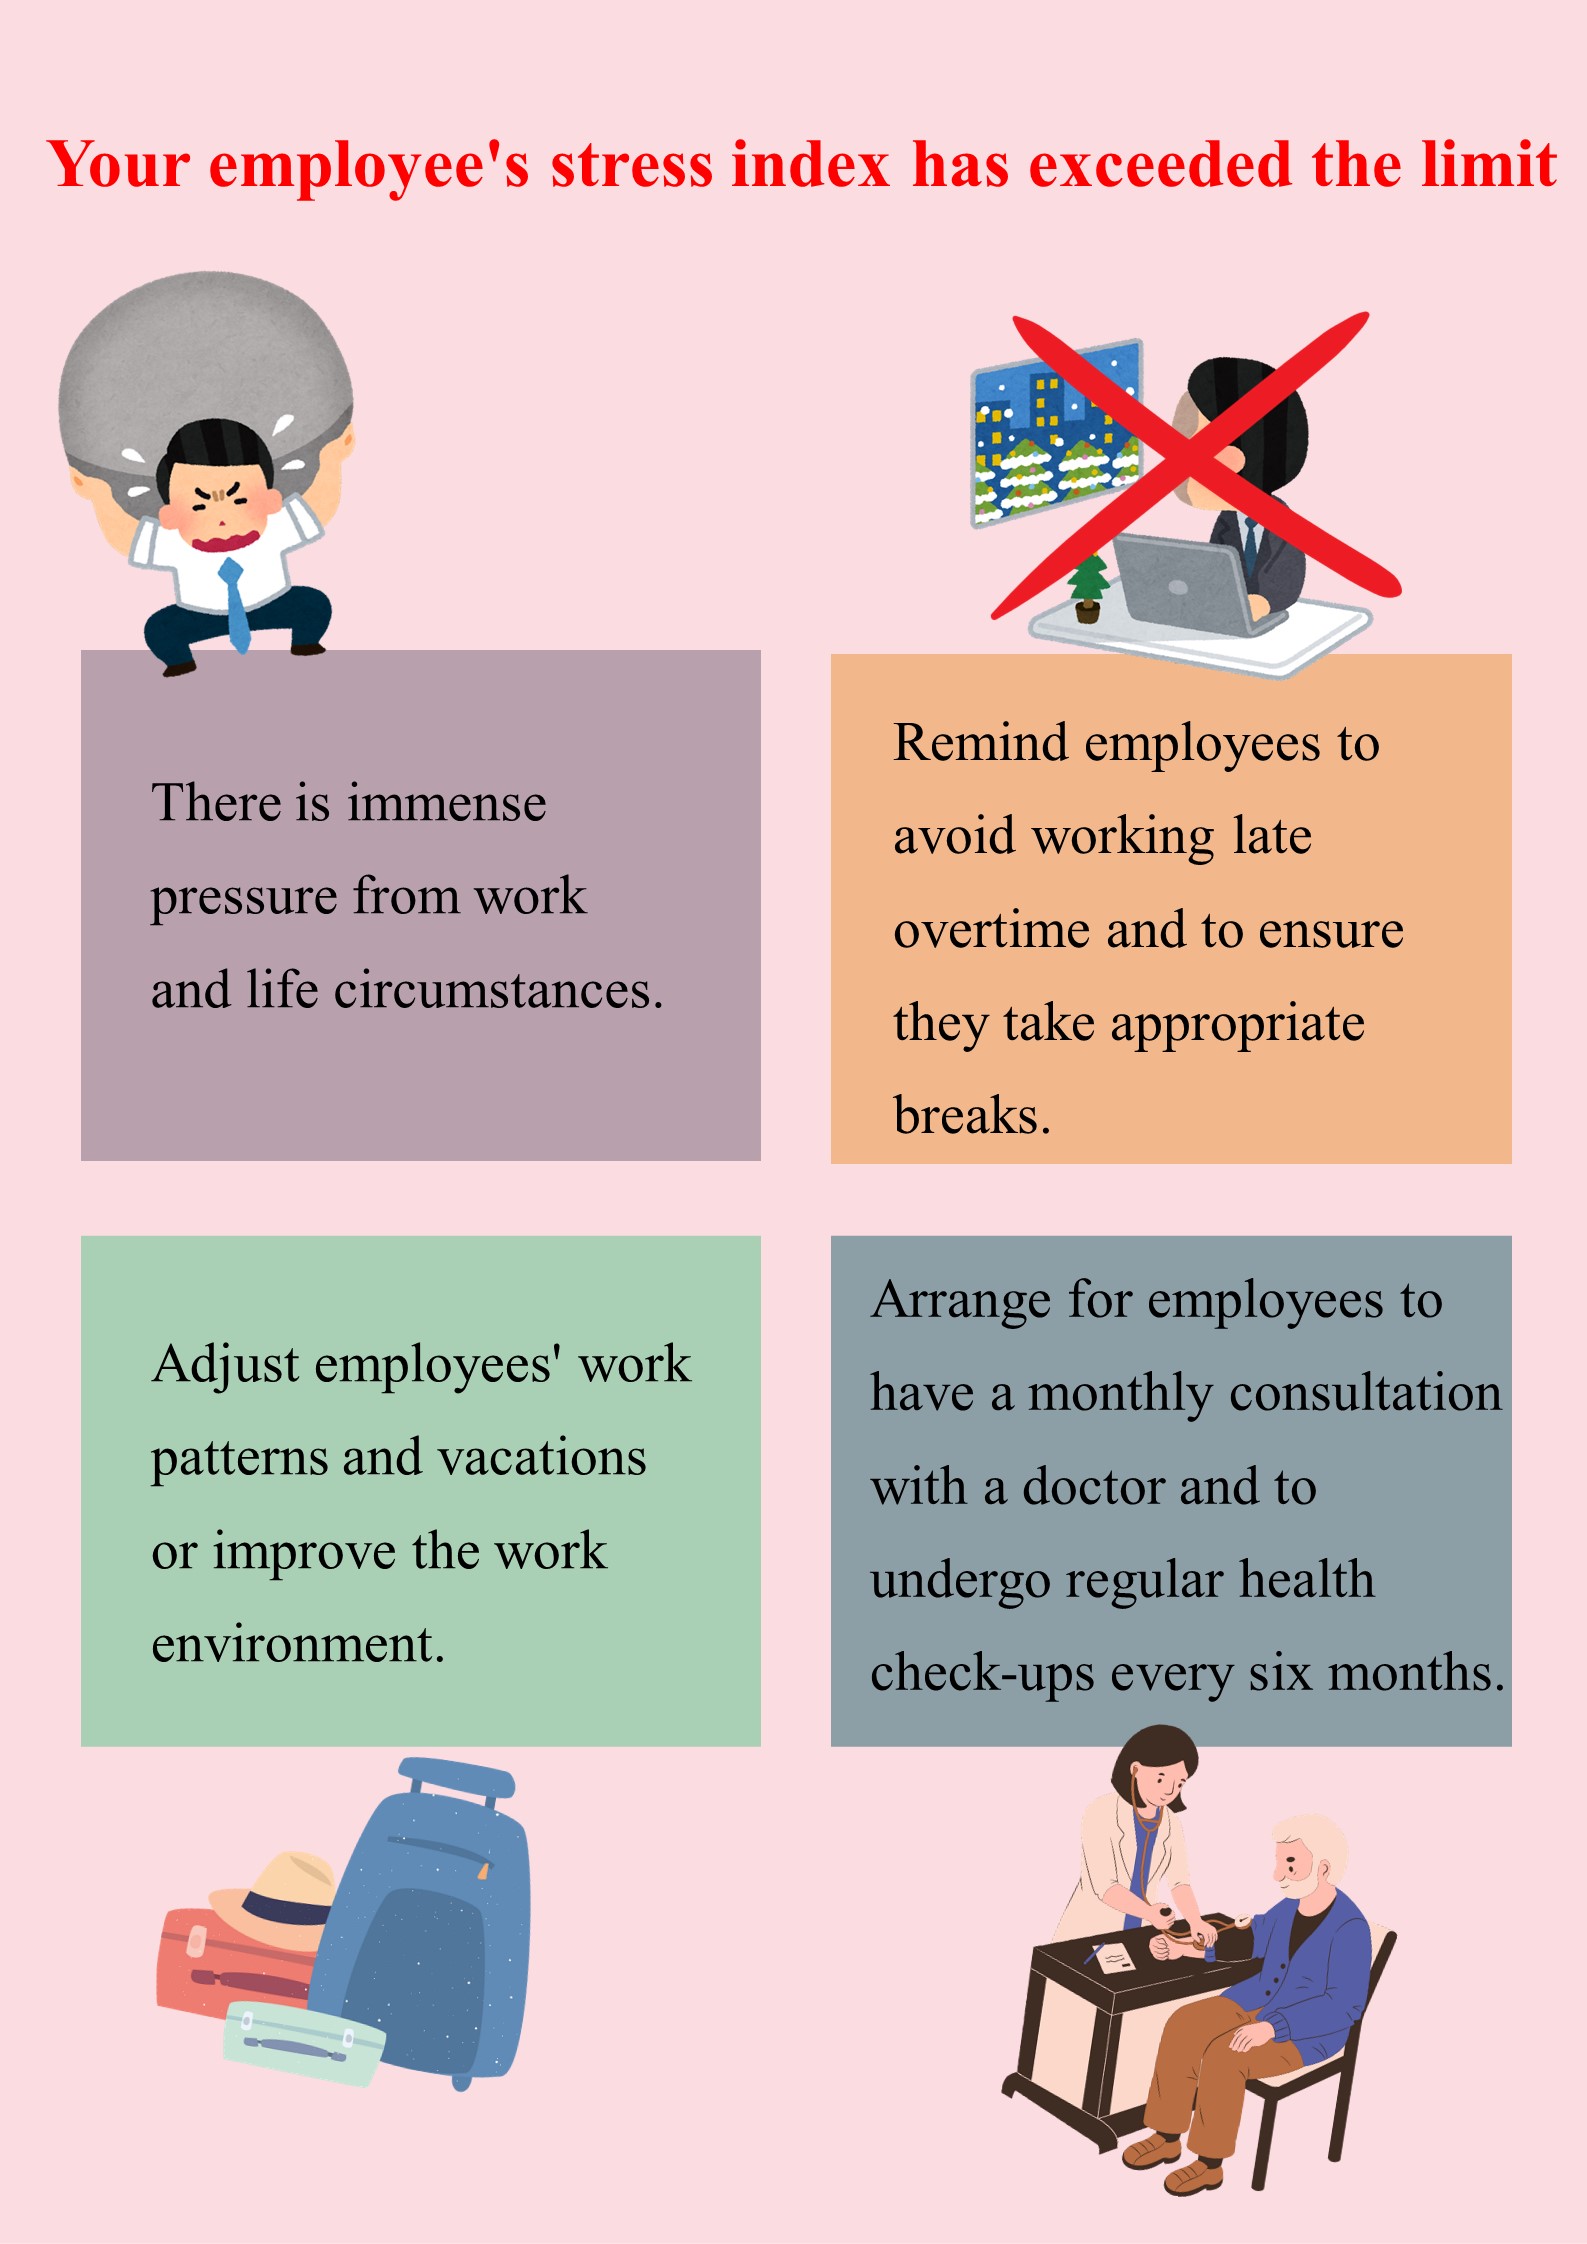 Your employee's stress index has exceeded the limit
There is immense
pressure from work
and life circumstances.
Remind employees to
avoid working late
overtime and to ensure
they take appropriate
breaks.
Adjust employees' work
patterns and vacations
or improve the work
environment.
Arrange for employees to
have a monthly consultation
with a doctor and to
undergo regular health
check-ups every six months.